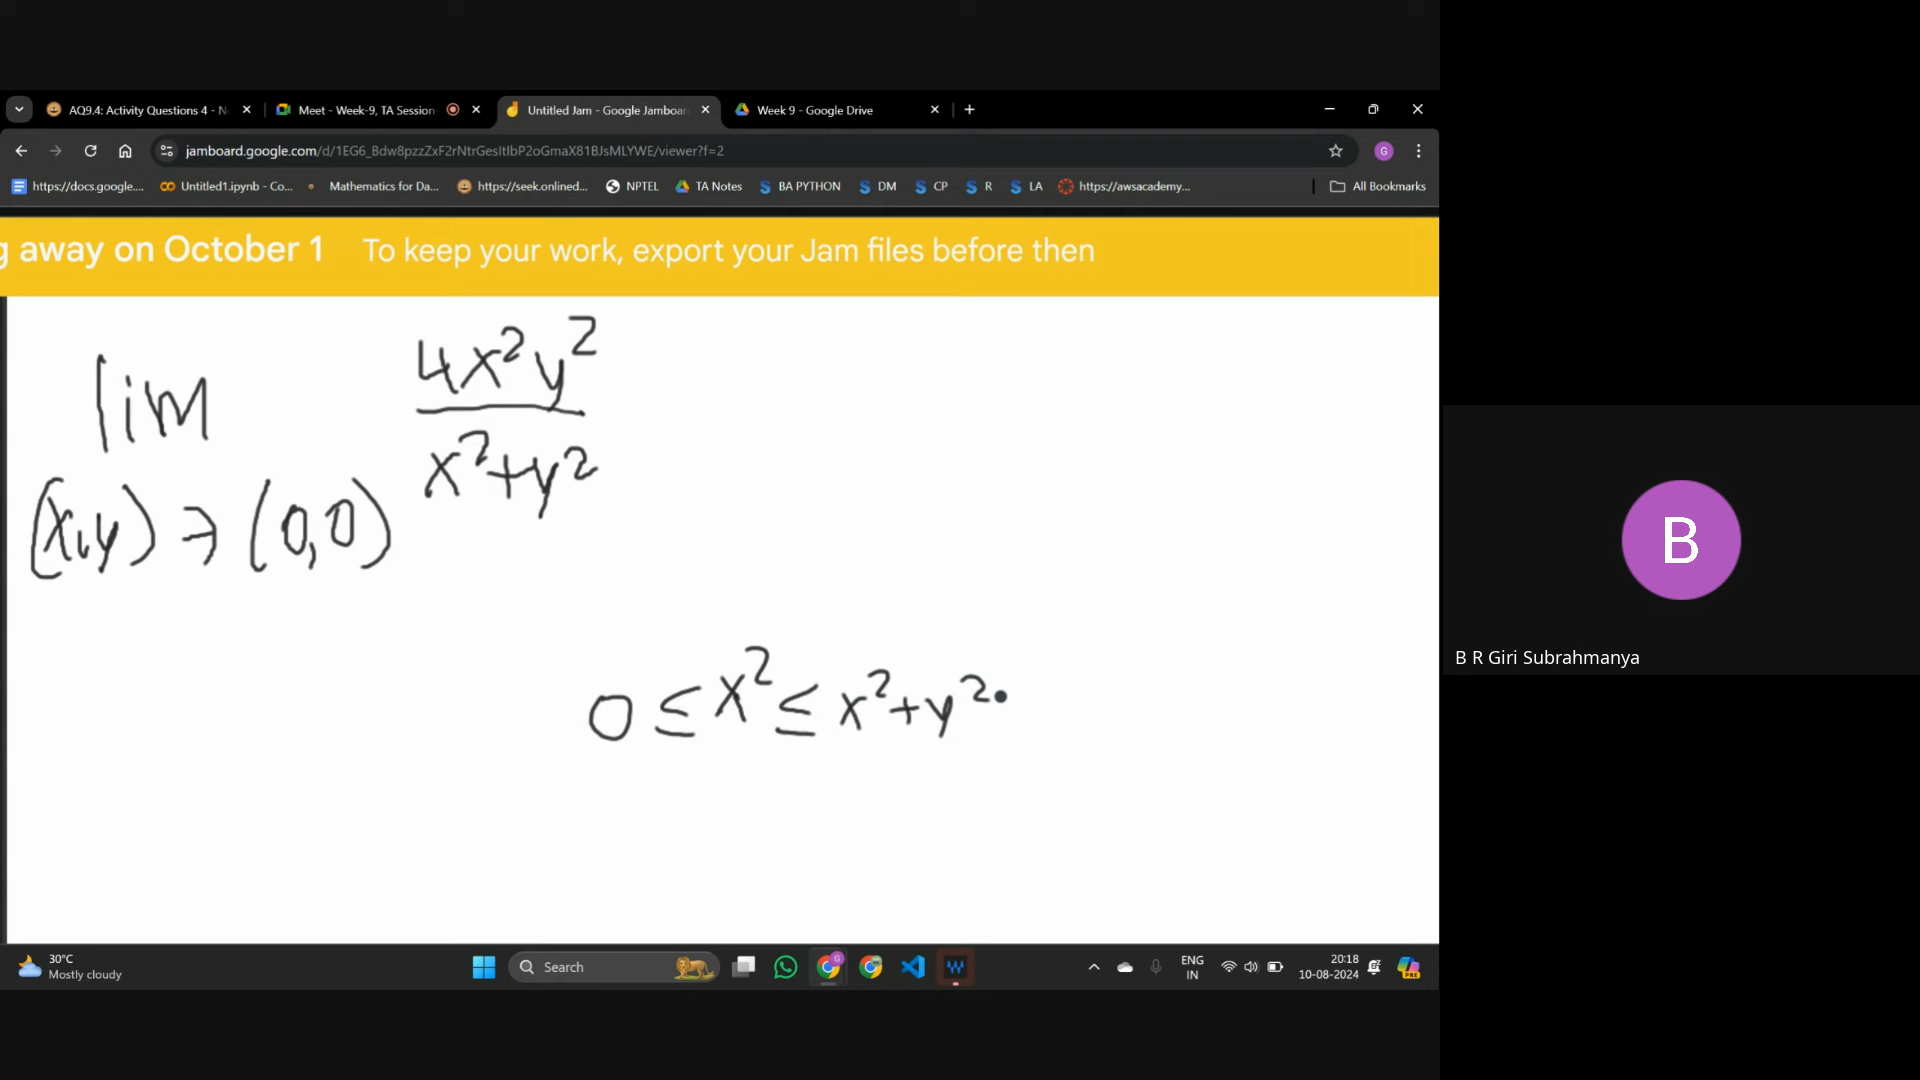 AQ9.4: Activity Questions 4 - N
Meet - Week-9, TA Session
Untitled Jam - Google Jamboar
Week 9 - Google Drive
jamboard.google.com/d/1EG6_Bdw8pzzZxF2rNtrGesItIbP2oGmaX81BJsMLYWE/viewer?f=2
G
https://docs.google....
Untitled1.ipynb - Co...
Mathematics for Da...
https://seek.onlined...
NPTEL
TA Notes
BA PYTHON
DM
CP
R
LA
https://awsacademy...
All Bookmarks
g away on October 1 To keep your work, export your Jam files before then
lim
(x,y) → (0,0)
4x²y²
x²+y²
0 ≤ x² ≤ x²+y²
B
B R Giri Subrahmanya
30°C
Mostly cloudy
Search
G
ENG
IN
20:18
10-08-2024
PRE